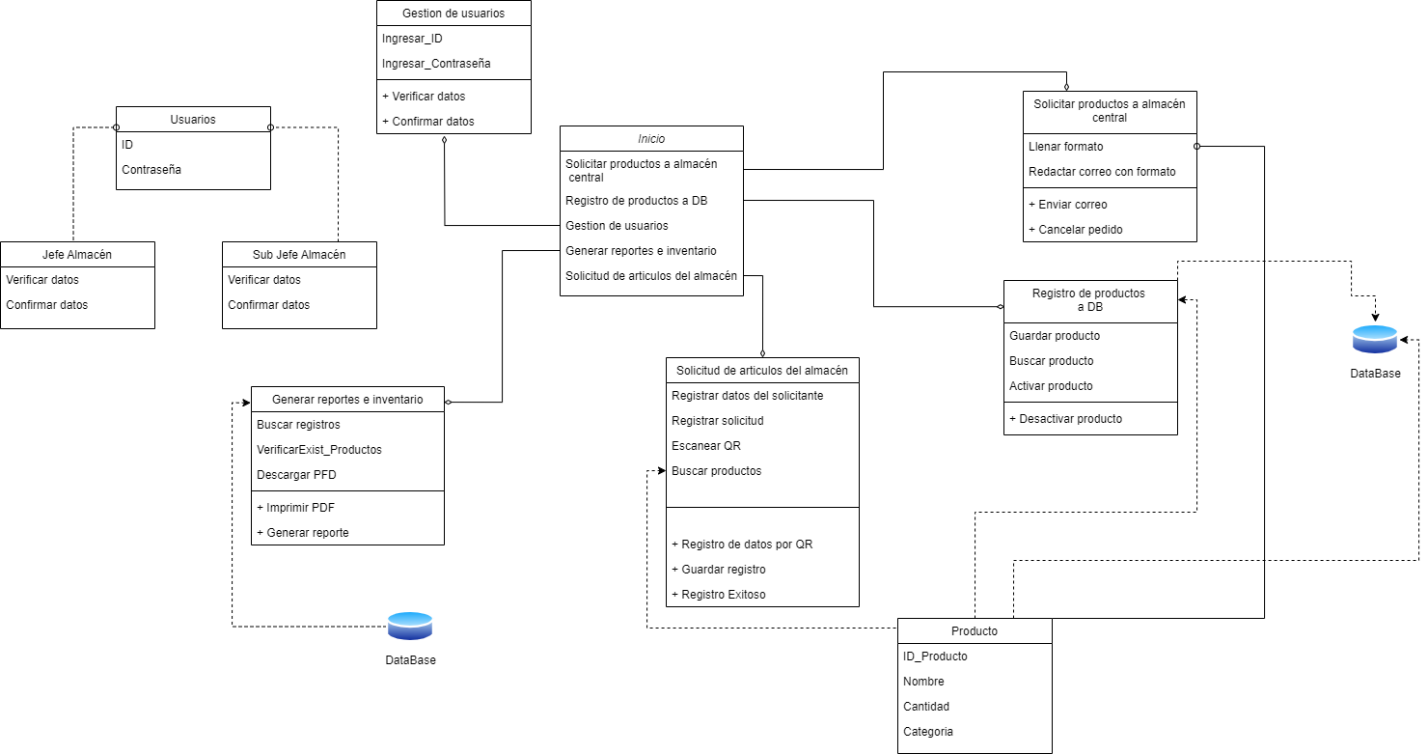 Gestion de usuarios
Ingresar_ID
Ingresar_Contraseña
+ Verificar datos
+ Confirmar datos
Usuarios
ID
Contraseña
Jefe Almacén
Verificar datos
Confirmar datos
Sub Jefe Almacén
Verificar datos
Confirmar datos
Inicio
Solicitar productos a almacén
central
Registro de productos a DB
Gestion de usuarios
Generar reportes e inventario
Solicitud de articulos del almacén
Solicitar productos a almacén
central
Llenar formato
Redactar correo con formato
+ Enviar correo
+ Cancelar pedido
Registro de productos
a DB
Guardar producto
Buscar producto
Activar producto
+ Desactivar producto
DataBase
Generar reportes e inventario
Buscar registros
VerificarExist_Productos
Descargar PFD
+ Imprimir PDF
+ Generar reporte
Solicitud de articulos del almacén
Registrar datos del solicitante
Registrar solicitud
Escanear QR
Buscar productos
+ Registro de datos por QR
+ Guardar registro
+ Registro Exitoso
DataBase
Producto
ID_Producto
Nombre
Cantidad
Categoria